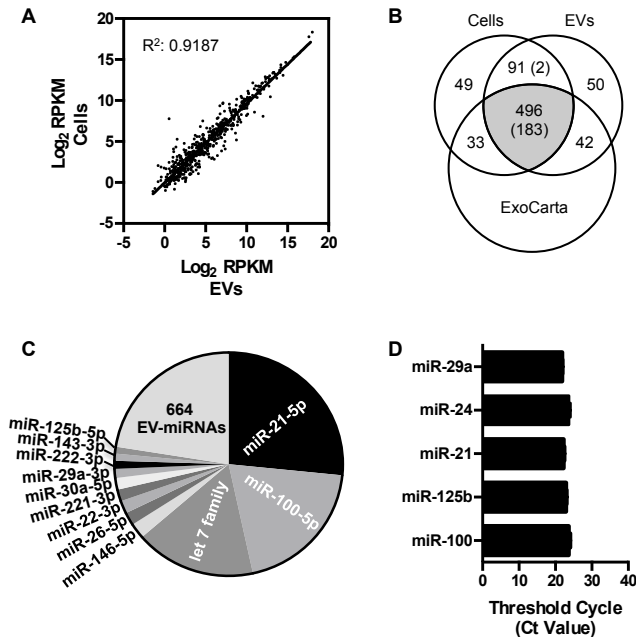 A
R²: 0.9187
Log₂ RPKM
Cells
20
15
10
5
0
-5
-5
0
5
10
15
20
Log₂ RPKM
EVs
B
Cells
EVs
49
91 (2)
50
496
(183)
33
42
ExoCarta
C
664
EV-miRNAs
miR-21-5p
miR-100-5p
let 7 family
miR-125b-5p
miR-143-3p
miR-222-3p
miR-29a-3p
miR-30a-5p
miR-221-3p
miR-22-3p
miR-26-5p
miR-146-5p
D
miR-29a
miR-24
miR-21
miR-125b
miR-100
0
10
20
30
40
Threshold Cycle
(Ct Value)